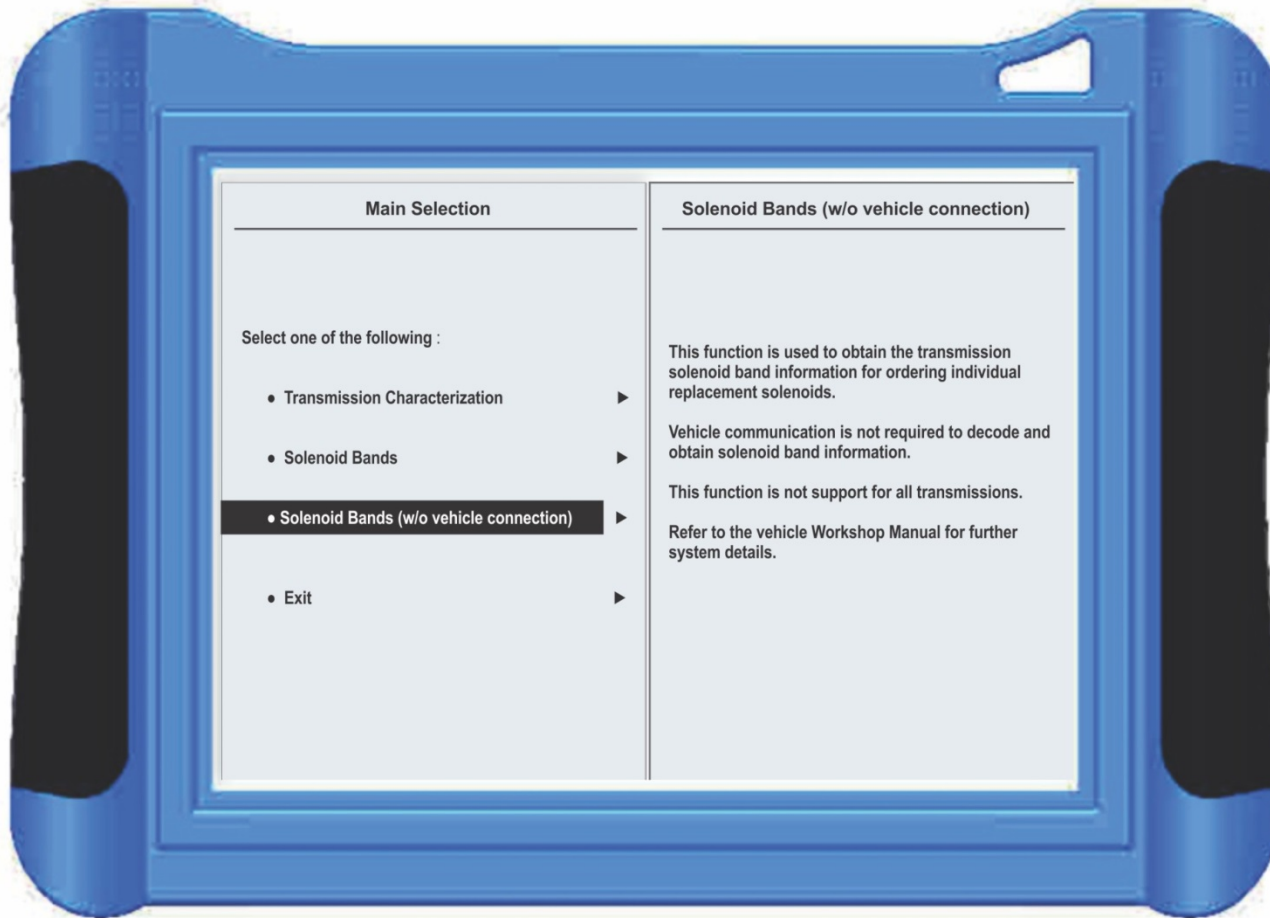 Main Selection
Select one of the following :
● Transmission Characterization ▶
● Solenoid Bands ▶
● Solenoid Bands (w/o vehicle connection) ▶
● Exit ▶
Solenoid Bands (w/o vehicle connection)
This function is used to obtain the transmission
solenoid band information for ordering individual
replacement solenoids.
Vehicle communication is not required to decode and
obtain solenoid band information.
This function is not support for all transmissions.
Refer to the vehicle Workshop Manual for further
system details.